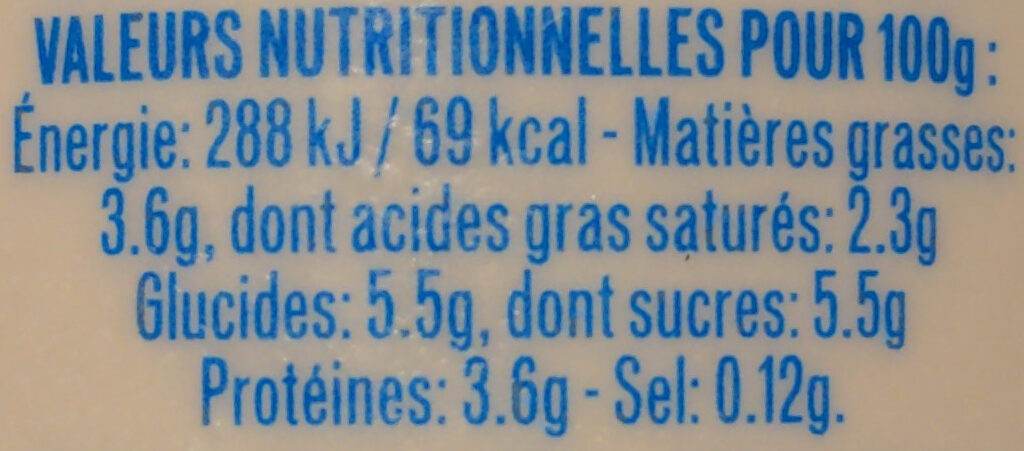 VALEURS NUTRITIONNELLES POUR 100g :
Énergie: 288 kJ / 69 kcal - Matières grasses:
3.6g, dont acides gras saturés: 2.3g
Glucides: 5.5g, dont sucres: 5.5g
Protéines: 3.6g - Sel: 0.12g.